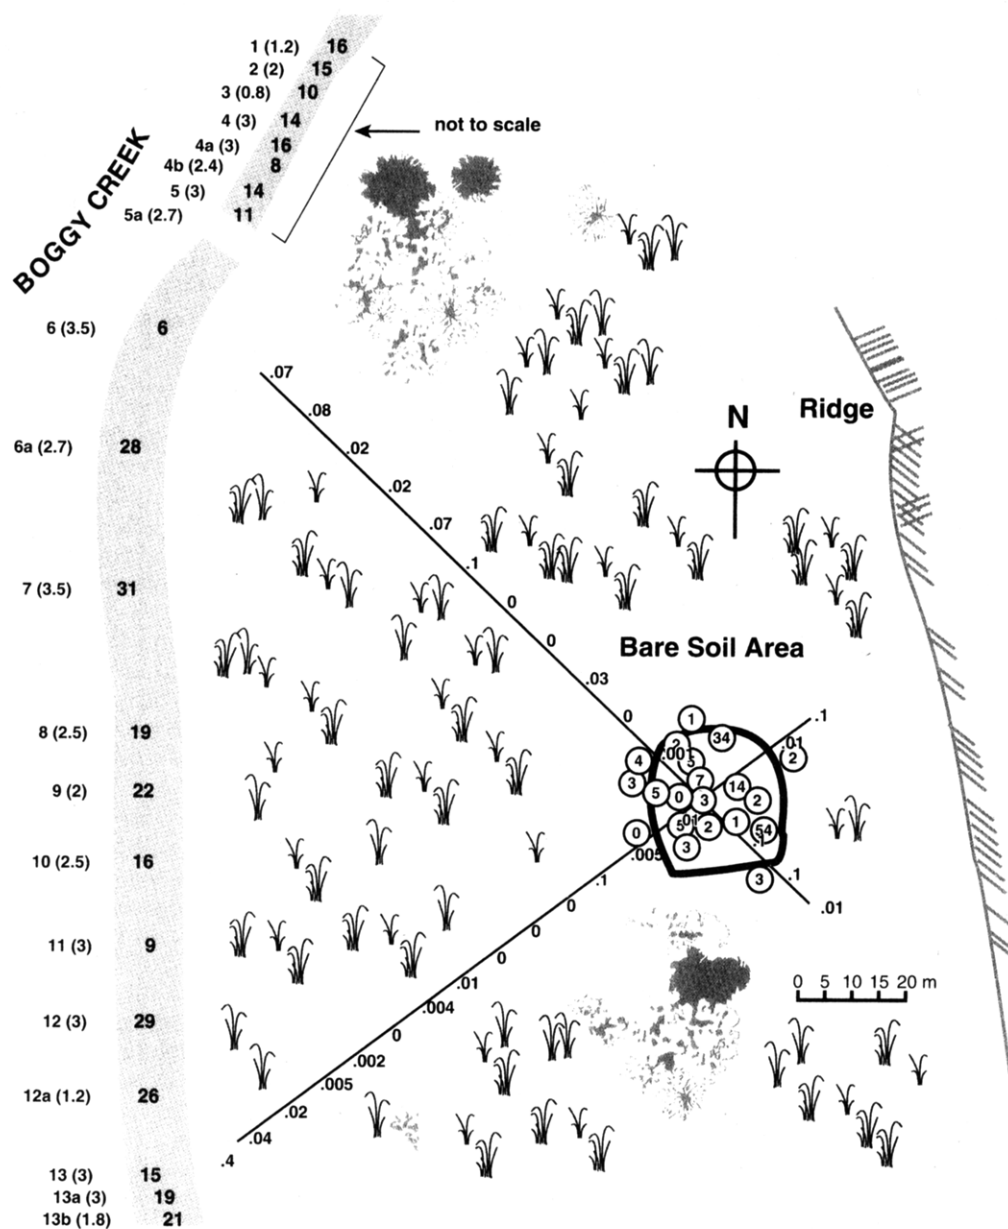 1 (1.2) 16
2 (2) 15
3 (0.8) 10
4 (3) 14
not to scale
4a (3) 16
4b (2.4) 8
5 (3) 14
5a (2.7) 11
BOGGY CREEK
6 (3.5) 6
.07
.08
Ridge
N
6a (2.7) 28
.02
.02
.07
.1
7 (3.5) 31
0
0
Bare Soil Area
.03
0
.1
1
34
8 (2.5) 19
2
.01
.001
5
4
2
3
7
14
9 (2) 22
5
0
3
2
.01
5
2
1
54
.1
0
3
.005
10 (2.5) 16
.1
3
.1
0
.01
0
11 (3) 9
0
.01
0 5 10 15 20 m
.004
12 (3) 29
0
.002
.005
12a (1.2) 26
.02
.04
.4
13 (3) 15
13a (3) 19
13b (1.8) 21